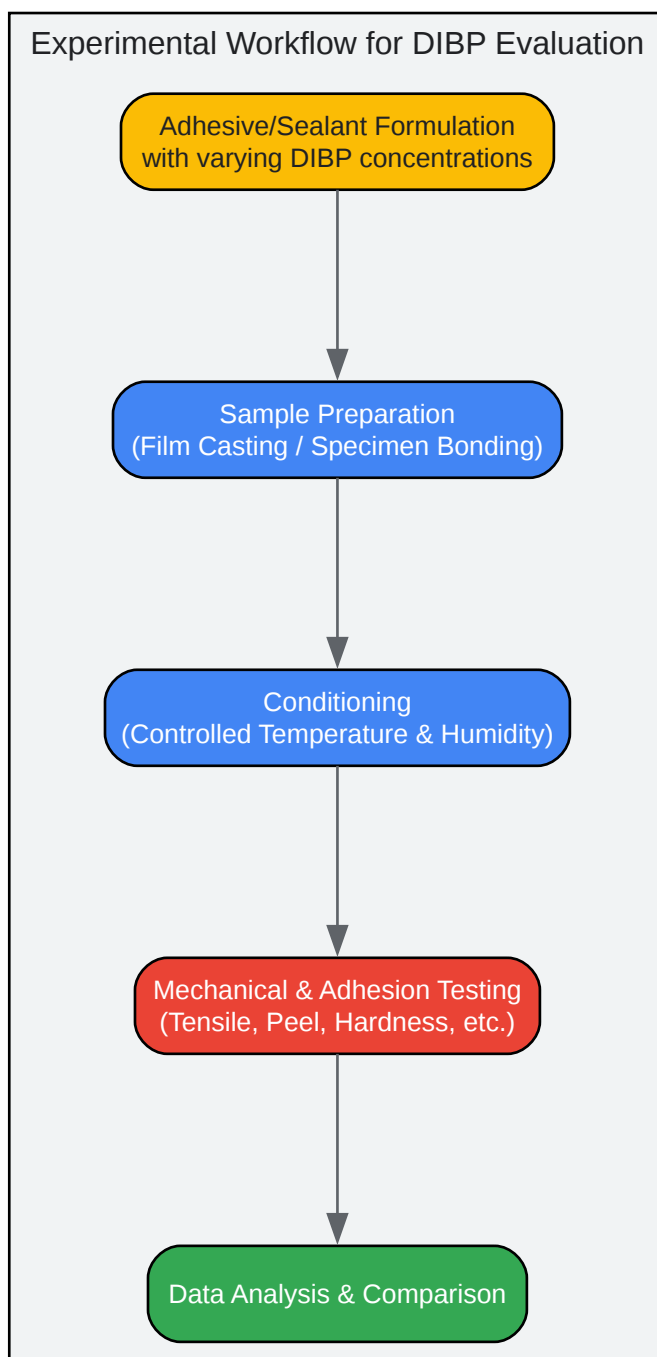 Experimental Workflow for DIBP Evaluation
Adhesive/Sealant Formulation
with varying DIBP concentrations
Sample Preparation
(Film Casting / Specimen Bonding)
Conditioning
(Controlled Temperature & Humidity)
Mechanical & Adhesion Testing
(Tensile, Peel, Hardness, etc.)
Data Analysis & Comparison